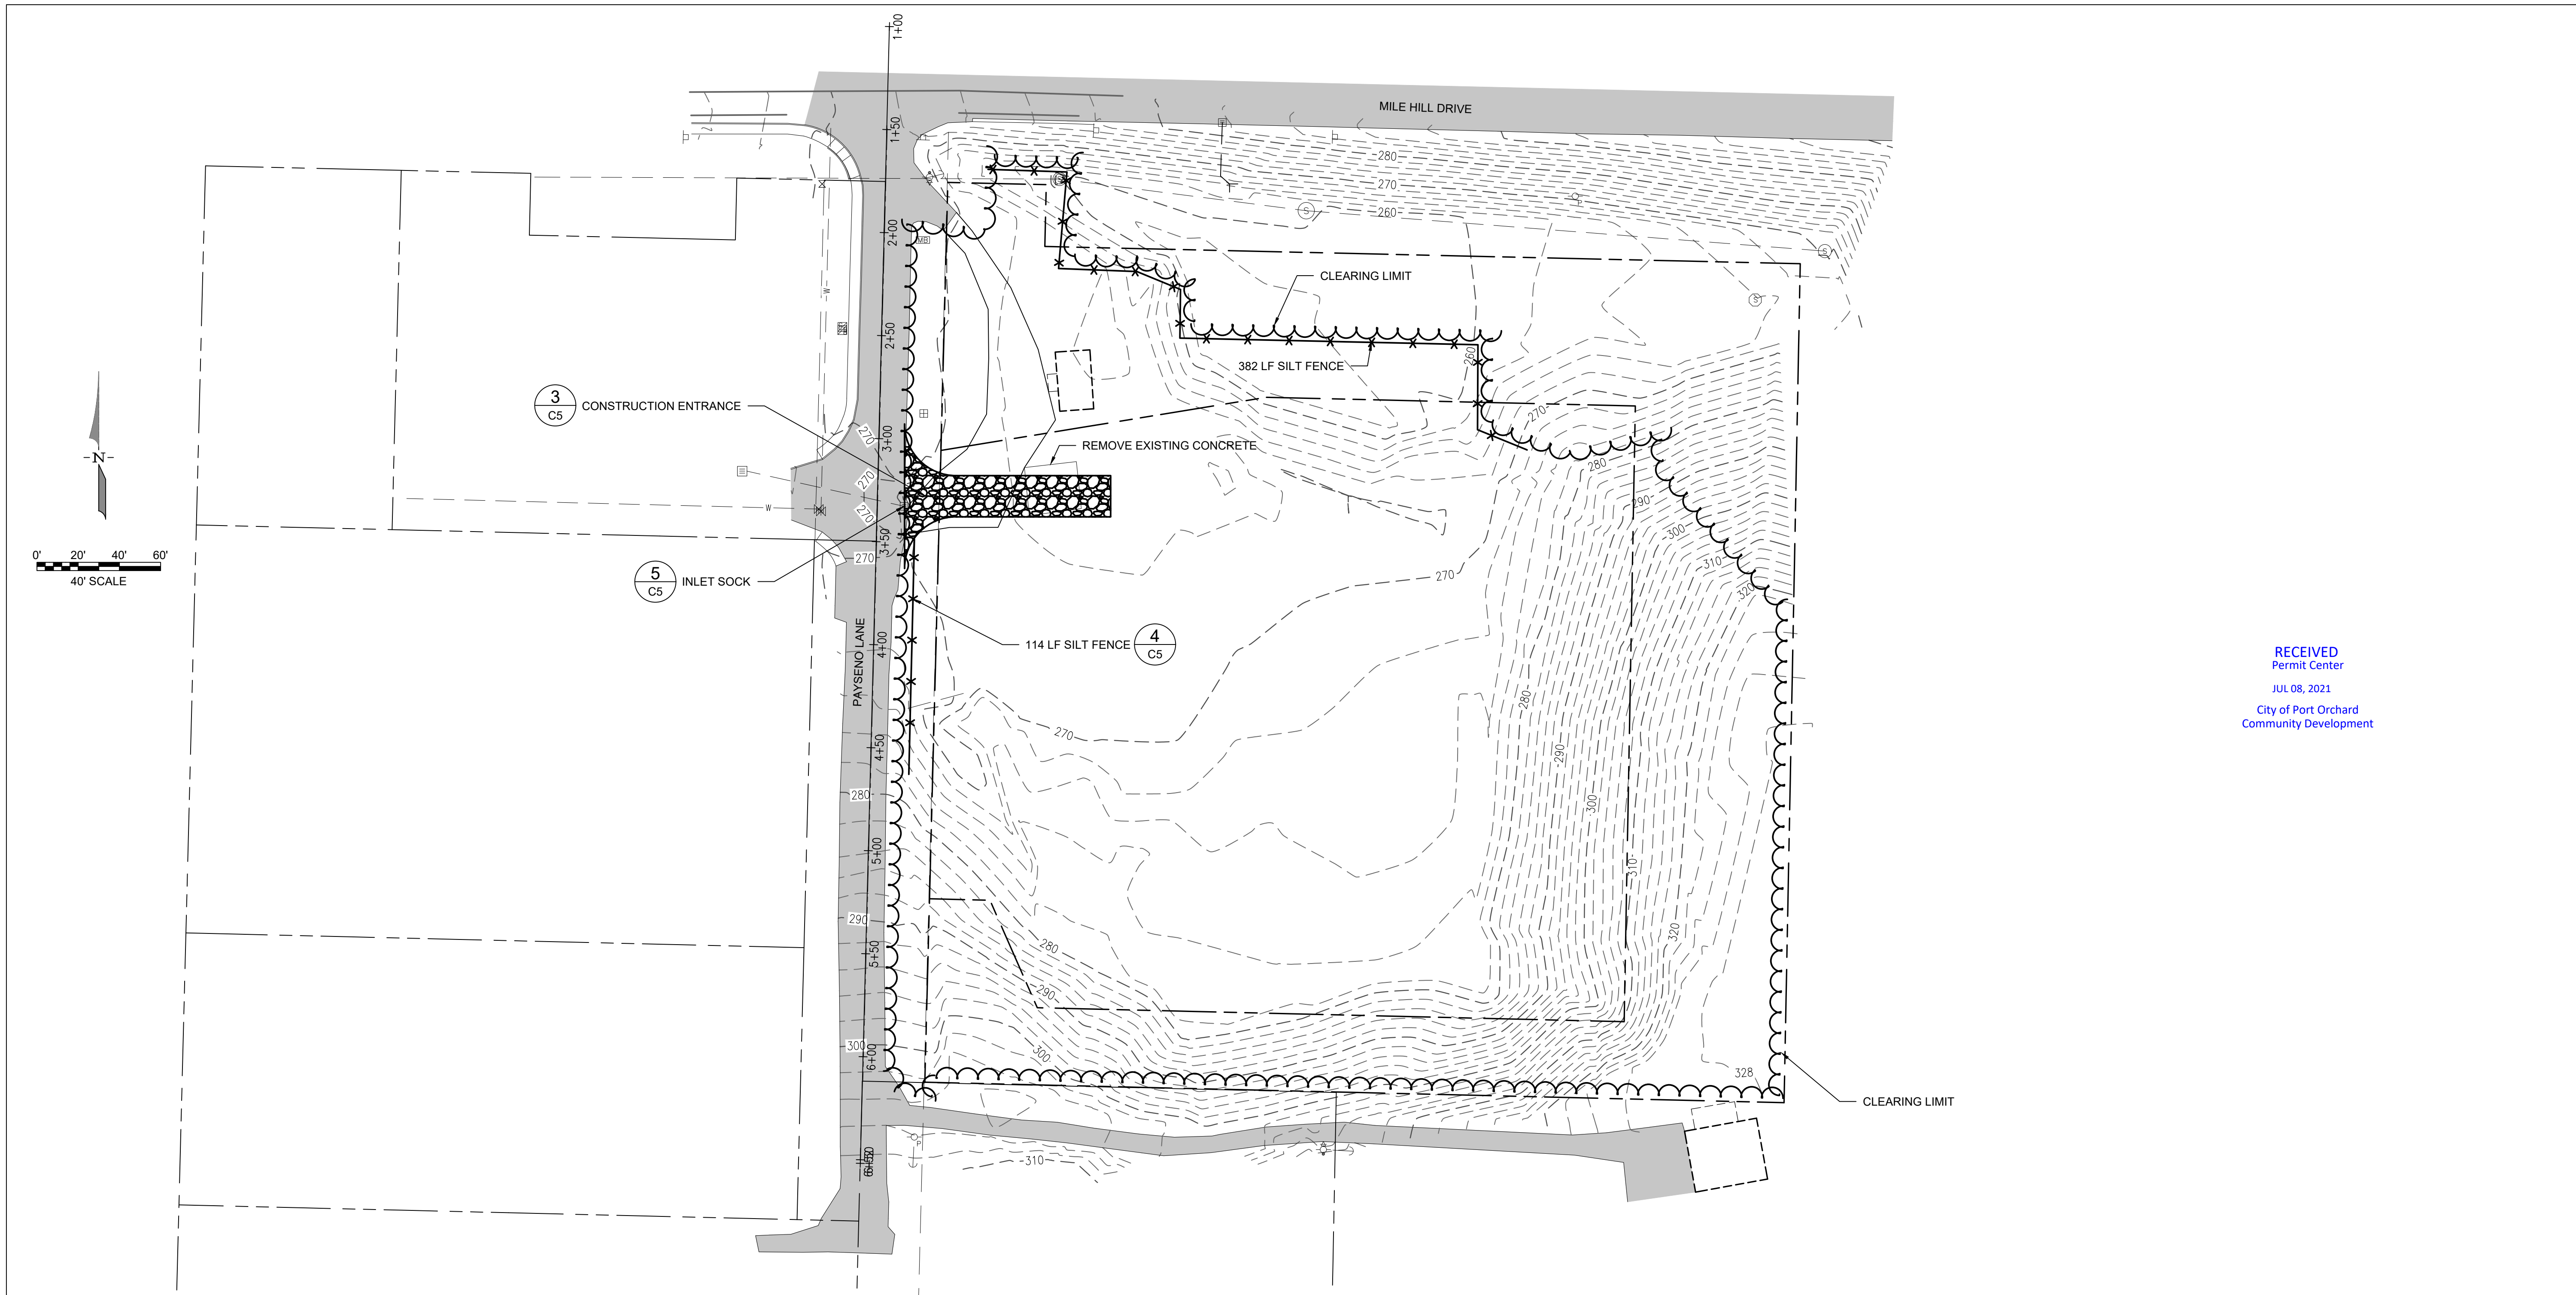 1+00
MILE HILL DRIVE
1+50
280
270
260
S
P
S
2+00
MB
S
CLEARING LIMIT
W
2+50
260
382 LF SILT FENCE
3
C5
CONSTRUCTION ENTRANCE
270
270
3+00
REMOVE EXISTING CONCRETE
-N-
280
270
290
W
270
300
3+50
0' 20' 40' 60'
40' SCALE
270
310
5
C5
INLET SOCK
270
320
PAYSENO LANE
4+00
114 LF SILT FENCE
4
C5
RECEIVED
Permit Center
JUL 08, 2021
City of Port Orchard
Community Development
280
270
4+50
290
280
300
5+00
310
290
280
320
5+50
290
300
6+00
300
328
CLEARING LIMIT
P
310